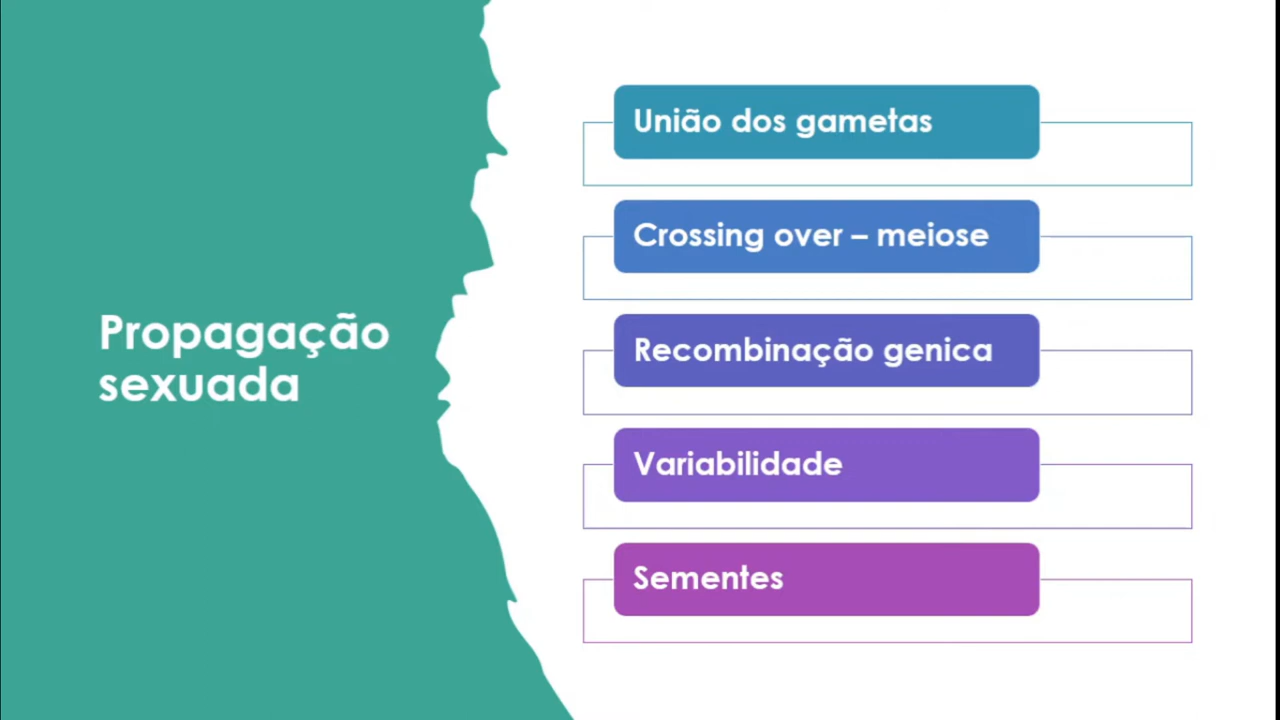 Propagação
sexuada
União dos gametas
Crossing over – meiose
Recombinação genica
Variabilidade
Sementes